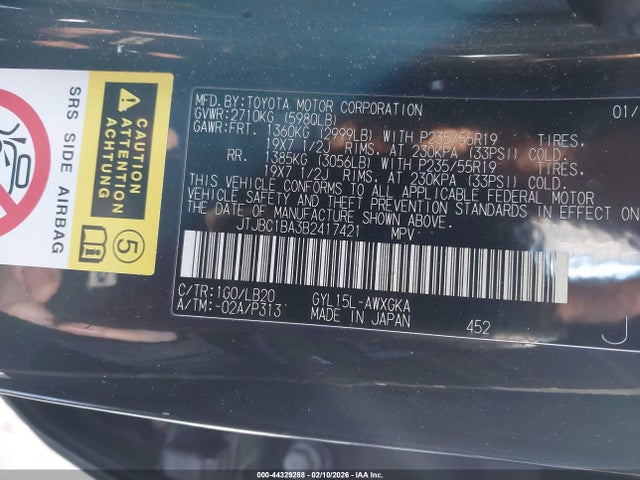 SRS SIDE AIRBAG
CAUTION
ATTENTION
ACHTUNG
5
MFD.BY:TOYOTA MOTOR CORPORATION 01/
GVWR:2710KG (5980LB)
GAWR:FRT. 1360KG (2999LB) WITH P235/55R19 TIRES.
19X7 1/2J RIMS. AT 230KPA (33PSI) COLD.
RR. 1385KG (3056LB) WITH P235/55R19 TIRES.
19X7 1/2J RIMS. AT 230KPA (33PSI) COLD.
THIS VEHICLE CONFORMS TO ALL APPLICABLE FEDERAL MOTOR
VEHICLE SAFETY AND THEFT PREVENTION STANDARDS IN EFFECT ON
THE DATE OF MANUFACTURE SHOWN ABOVE.
JTJBC1BA3B2417421 MPV
C/TR:1G0/LB20 GYL15L-AWXGKA
A/TM:-02A/P313 MADE IN JAPAN 452 J
000-44329288 - 02/10/2026 - IAA, Inc.